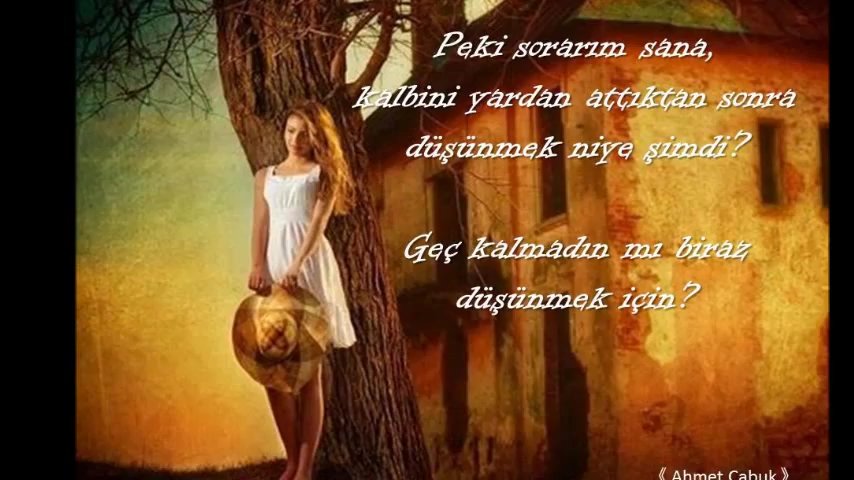 Peki sorarım sana,
kalbini yardan attıktan sonra
düşünmek niye şimdi?
Geç kalmadın mı biraz
düşünmek için?
《 Ahmet Çabuk 》